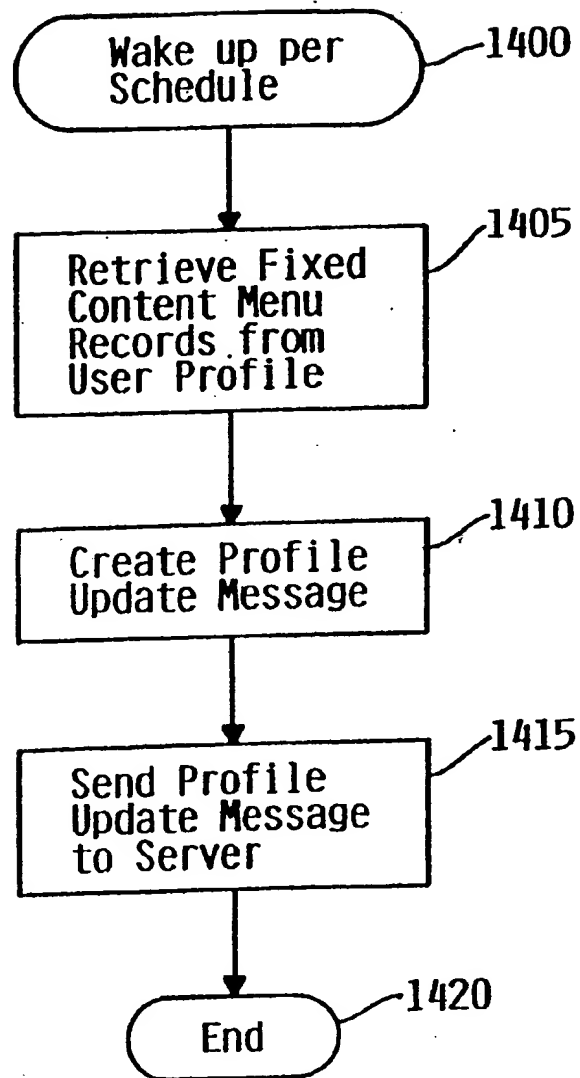 Wake up per
Schedule
1400
1405
Retrieve Fixed
Content Menu
Records from
User Profile
1410
Create Profile
Update Message
1415
Send Profile
Update Message
to Server
1420
End